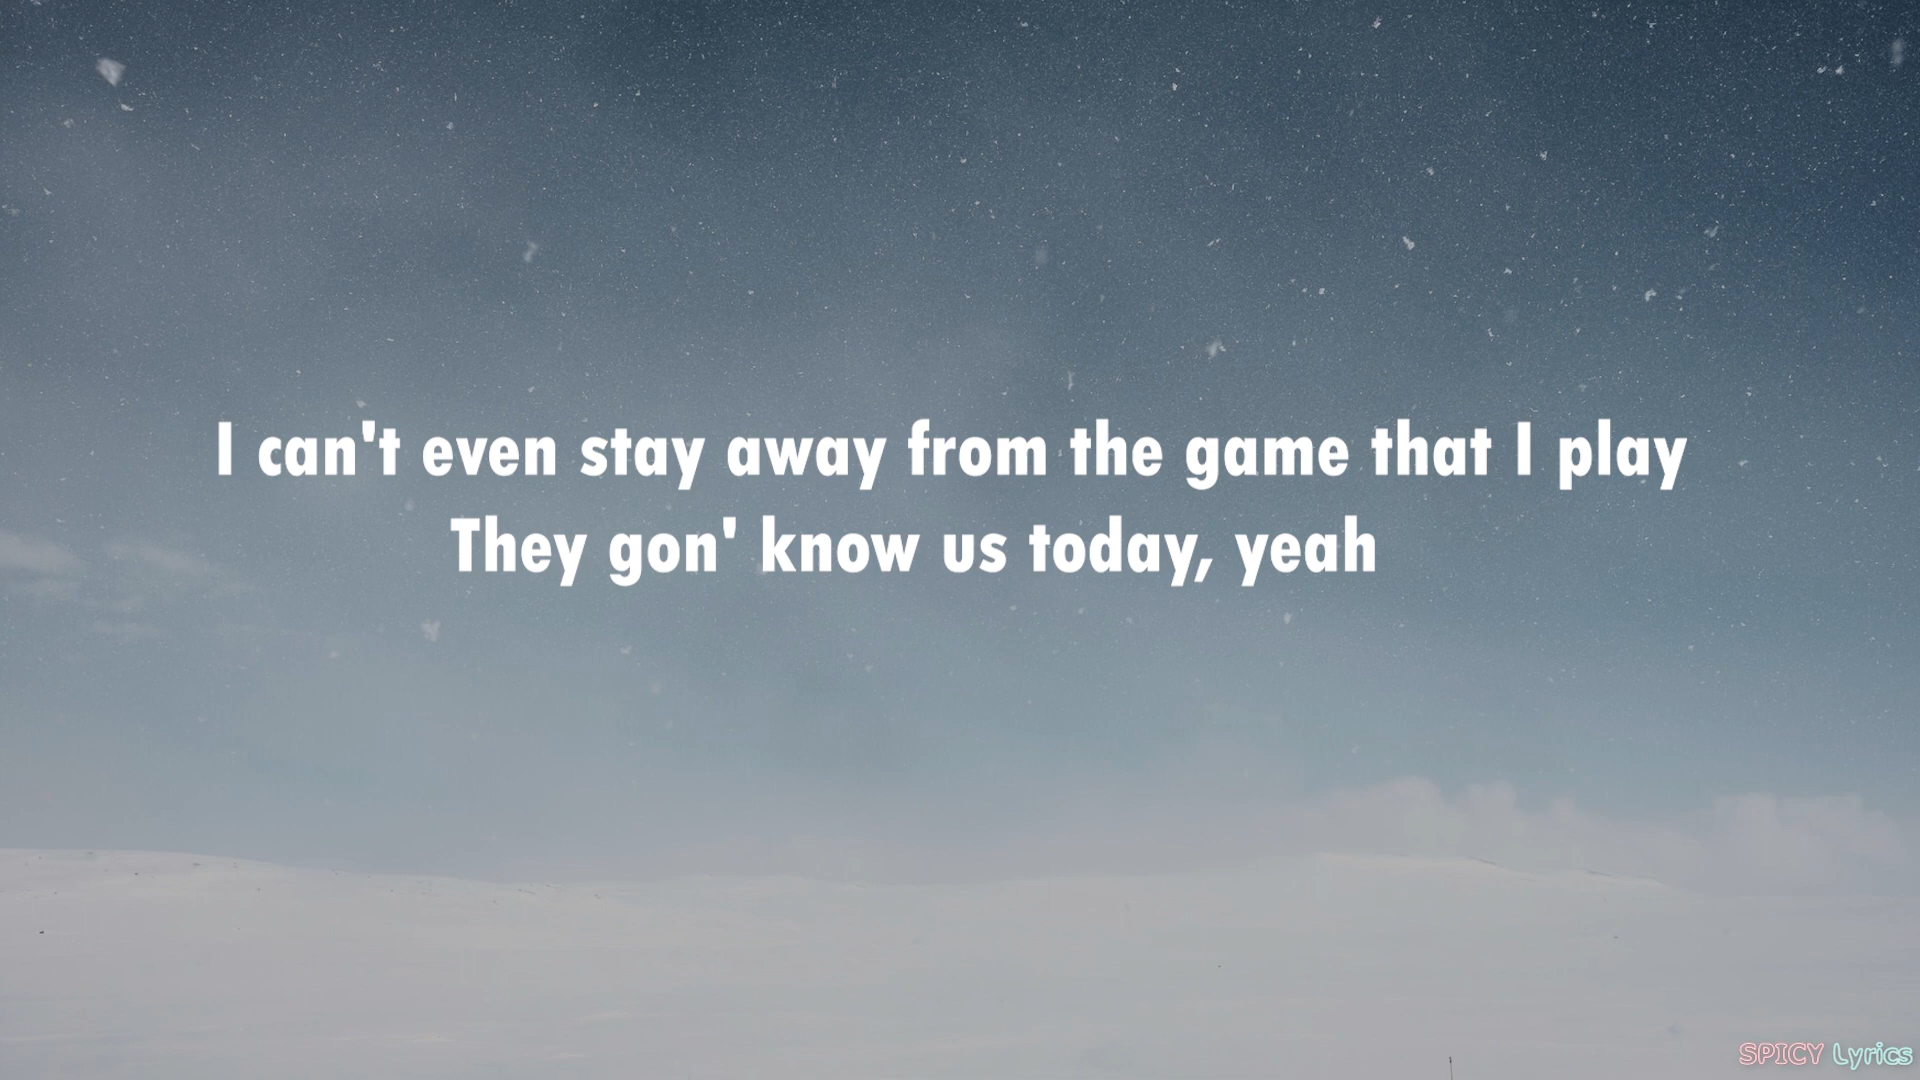 I can't even stay away from the game that I play
They gon' know us today, yeah
SPICY Lyrics